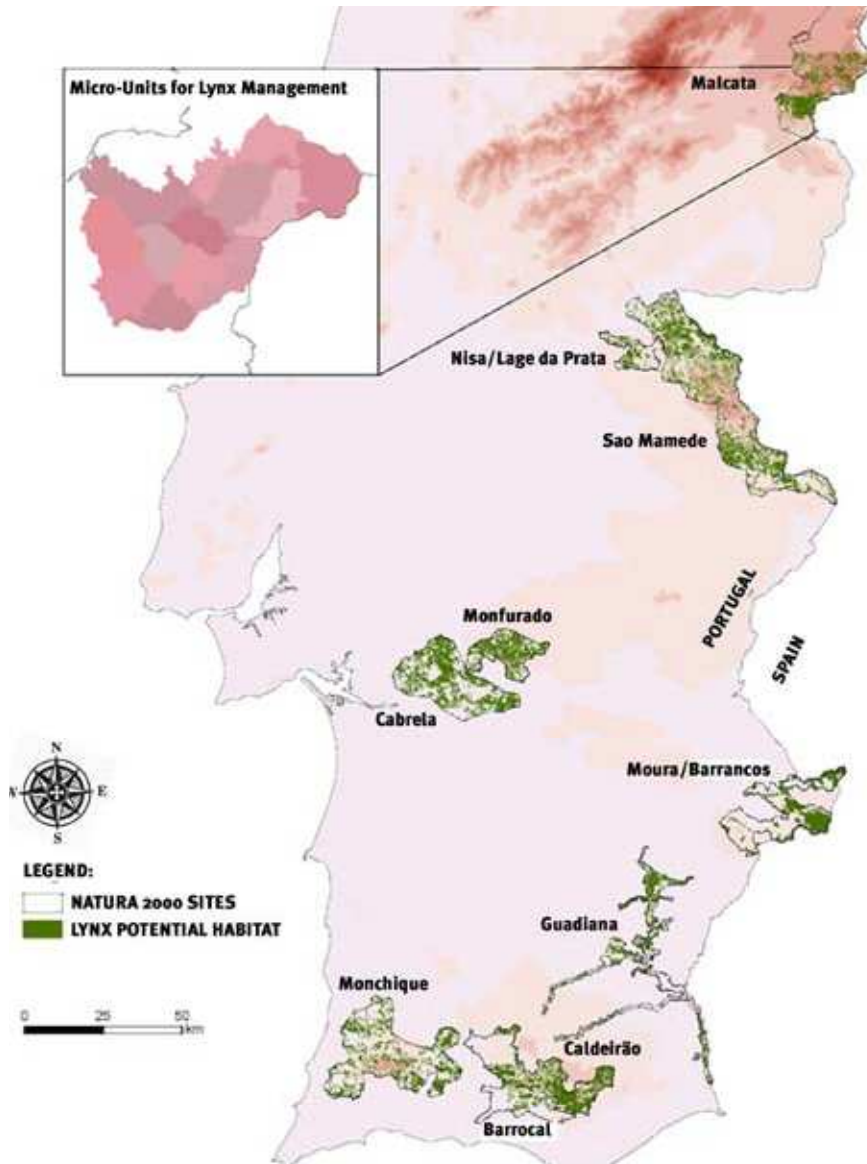 Micro-Units for Lynx Management
Malcata
Nisa/Lage da Prata
Sao Mamede
PORTUGAL
SPAIN
Monfurado
Cabrela
Moura/Barrancos
N
W E
S
LEGEND:
NATURA 2000 SITES
LYNX POTENTIAL HABITAT
Guadiana
Monchique
0 25 50
km
Caldeirão
Barrocal